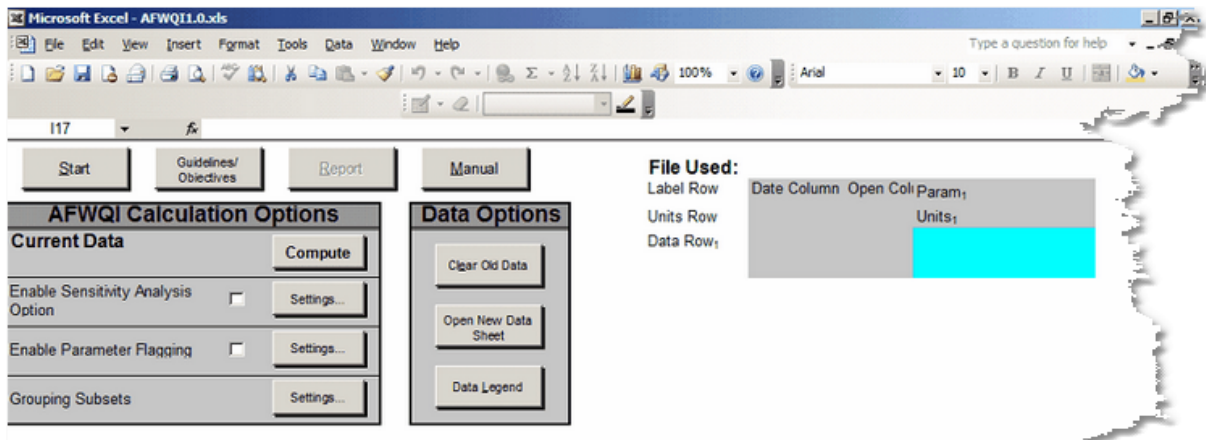 Microsoft Excel - AFWQI1.0.xls
File Edit View Insert Format Tools Data Window Help Type a question for help
100% Arial 10 B I U
I17 fx
Start Guidelines/ Report Manual
Objectives
File Used:
Label Row Date Column Open Colu Param1
Units Row Units1
Data Row1
AFWQI Calculation Options
Current Data Compute
Enable Sensitivity Analysis Settings...
Option
Enable Parameter Flagging Settings...
Grouping Subsets Settings...
Data Options
Clear Old Data
Open New Data
Sheet
Data Legend